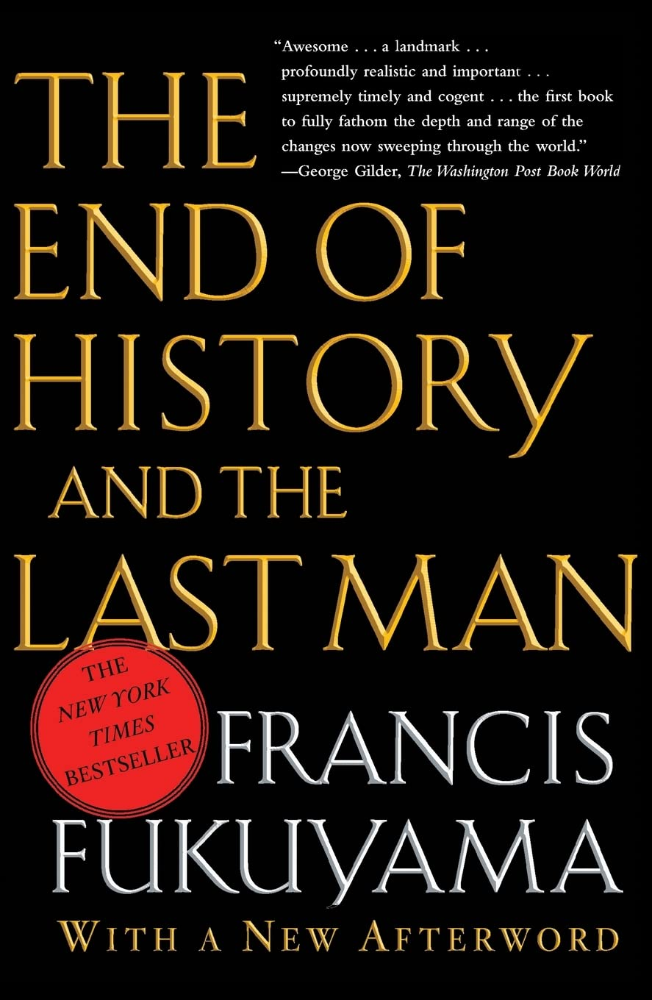 “Awesome . . . a landmark . . .
profoundly realistic and important . . .
supremely timely and cogent . . . the first book
to fully fathom the depth and range of the
changes now sweeping through the world.”
—George Gilder, The Washington Post Book World
THE
END OF
HISTORY
AND THE
LAST MAN
THE
NEW YORK
TIMES
BESTSELLER
FRANCIS
FUKUYAMA
WITH A NEW AFTERWORD